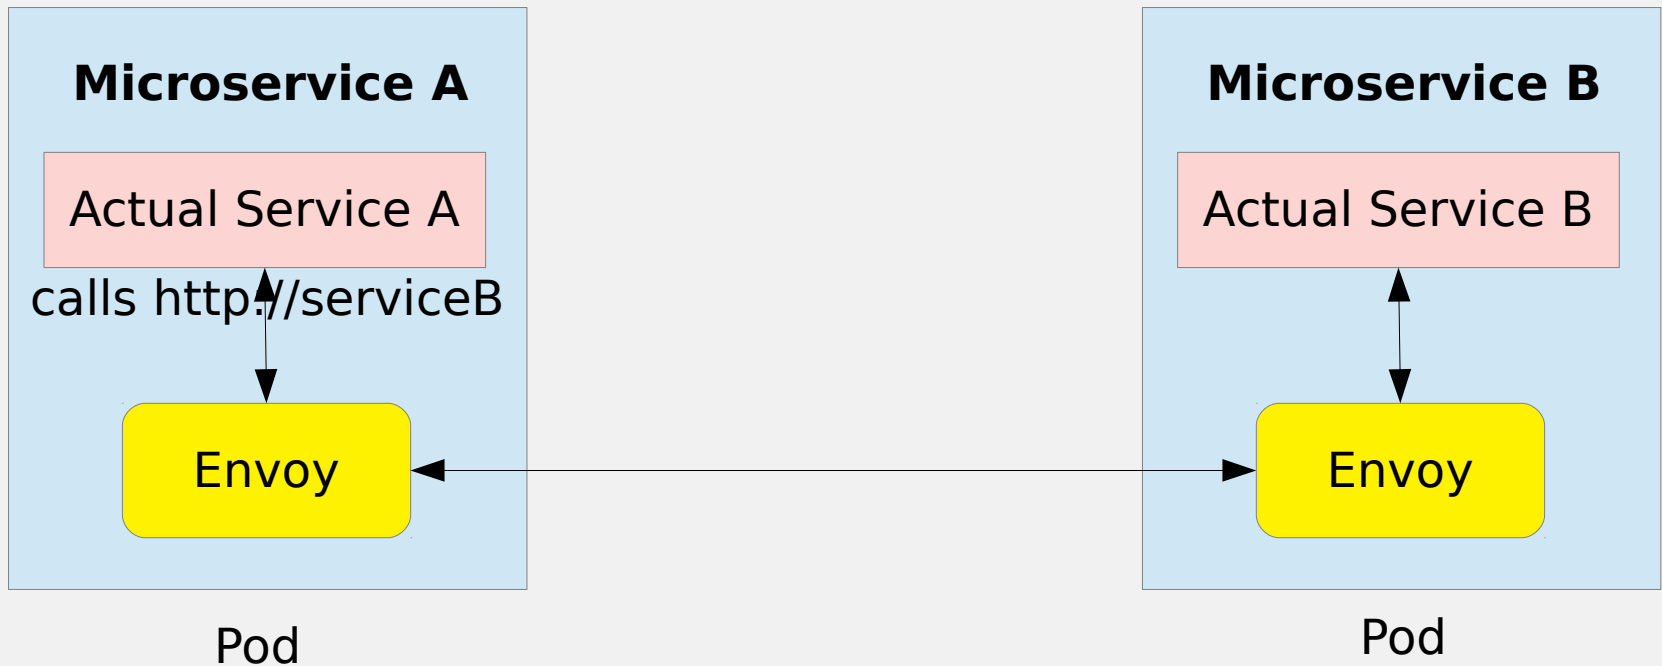 Microservice A
Actual Service A
calls http://serviceB
Envoy
Pod
Microservice B
Actual Service B
Envoy
Pod